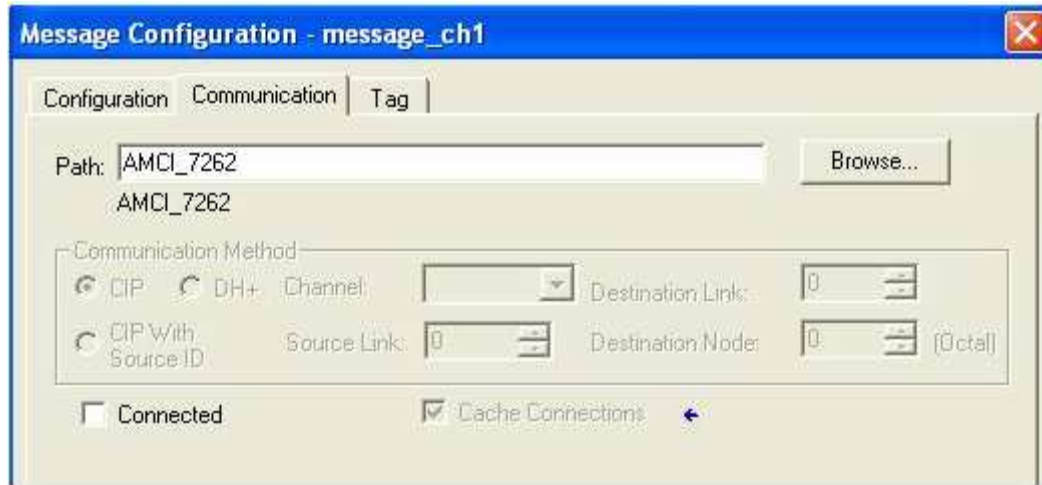 Message Configuration - message_ch1
Configuration Communication Tag
Path: AMCI_7262 Browse...
AMCI_7262
Communication Method
CIP DH+ Channel: Destination Link: 0
CIP With Source ID Source Link: 0 Destination Node: 0 (Octal)
Connected Cache Connections